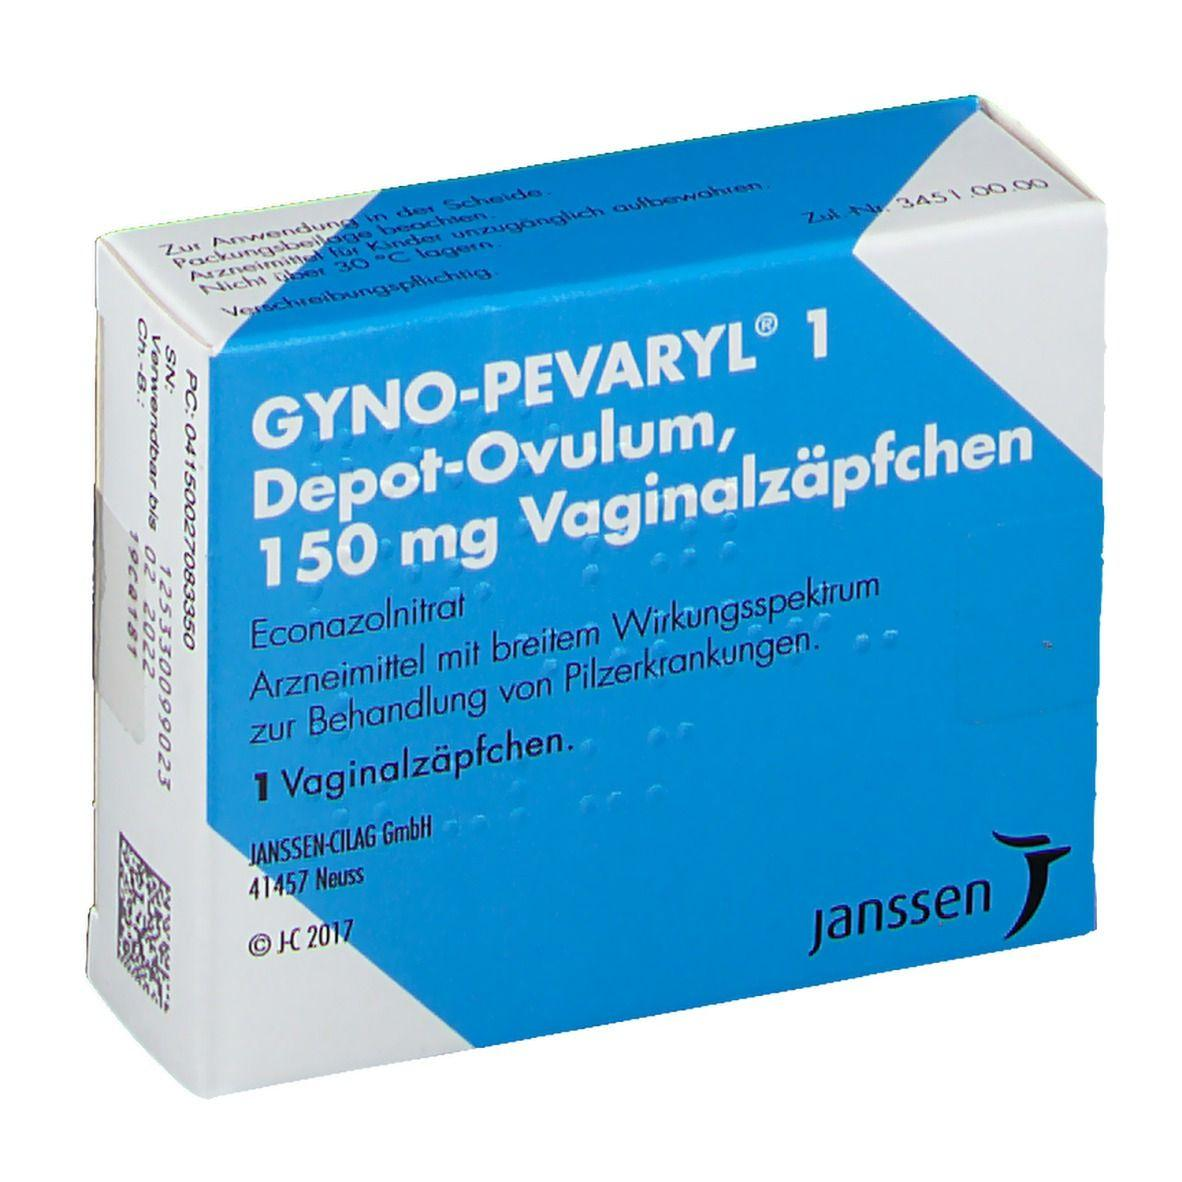 Zur Anwendung in der Scheide.
Packungsbeilage beachten.
Arzneimittel für Kinder unzugänglich aufbewahren.
Nicht über 30 °C lagern.
Verschreibungspflichtig.
Zul.-Nr. 3451.00.00
GYNO-PEVARYL® 1
Depot-Ovulum,
150 mg Vaginalzäpfchen
Econazolnitrat
Arzneimittel mit breitem Wirkungsspektrum
zur Behandlung von Pilzerkrankungen.
1 Vaginalzäpfchen.
JANSSEN-CILAG GmbH
41457 Neuss
© J-C 2017
janssen
PC: 04150027083350
SN: 125330099023
Verwendbar bis 02 2022
Ch.-B.: 19CQ181